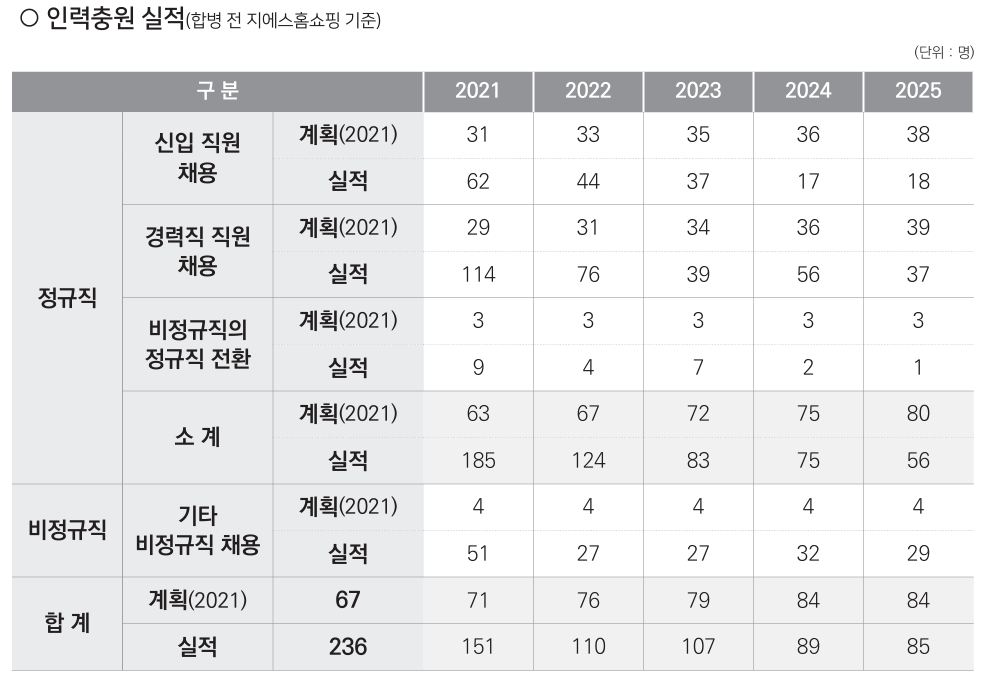 ○ 인력충원 실적(합병 전 지에스홈쇼핑 기준)
(단위 : 명)
구 분 2021 2022 2023 2024 2025
정규직 신입 직원 채용 계획(2021) 31 33 35 36 38
실적 62 44 37 17 18
경력직 직원 채용 계획(2021) 29 31 34 36 39
실적 114 76 39 56 37
비정규직의 정규직 전환 계획(2021) 3 3 3 3 3
실적 9 4 7 2 1
소 계 계획(2021) 63 67 72 75 80
실적 185 124 83 75 56
비정규직 기타 비정규직 채용 계획(2021) 4 4 4 4 4
실적 51 27 27 32 29
합 계 계획(2021) 67 71 76 79 84 84
실적 236 151 110 107 89 85